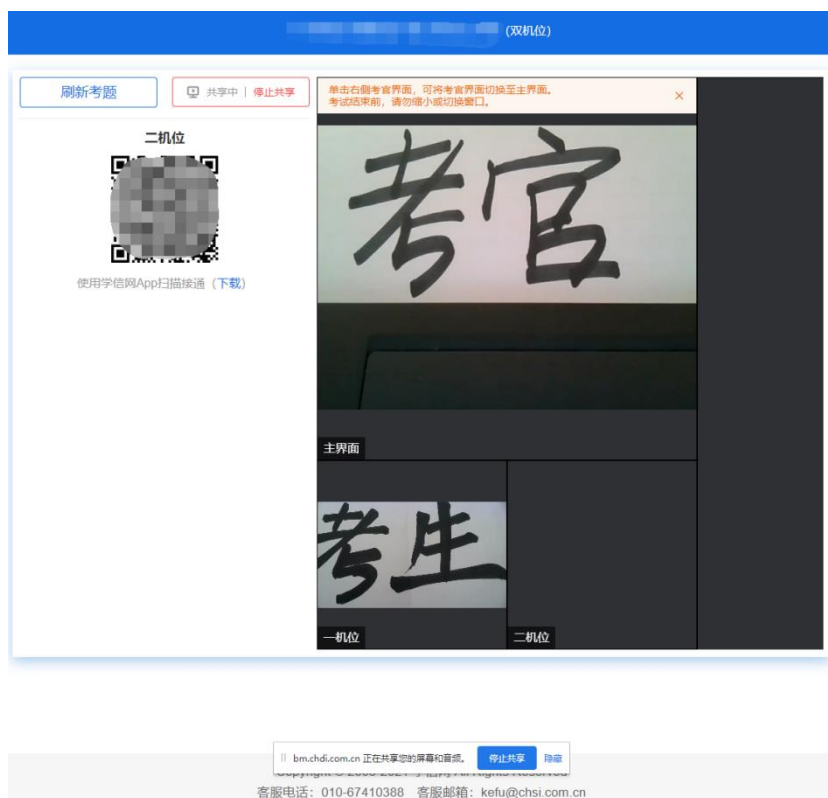 (双机位)
刷新考题
共享中 | 停止共享
单击右侧考官界面，可将考官界面切换至主界面。
考试结束前，请勿缩小或切换窗口。
二机位
使用学信网App扫描接通（下载）
考官
主界面
考生
一机位
二机位
bm.chdi.com.cn 正在共享您的屏幕和音频。
停止共享
隐藏
客服电话：010-67410388 客服邮箱：kefu@chsi.com.cn